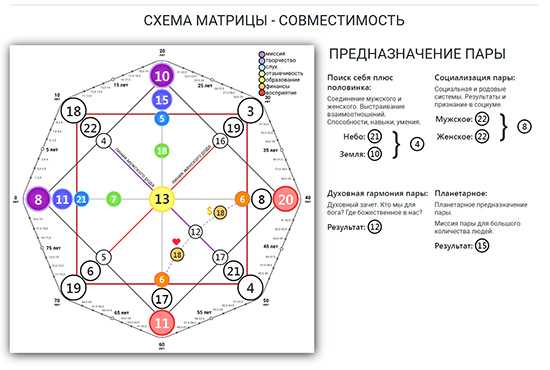 СХЕМА МАТРИЦЫ - СОВМЕСТИМОСТЬ
20
лет
миссия
творчество
слух
отзывчивость
образование
финансы
восприятие
10
15
5
18
10
лет
15 лет
25 лет
30
лет
18
3
22
19
4
16
ЛИНИЯ МУЖСКОГО РОДА
ЛИНИЯ ЖЕНСКОГО РОДА
5 лет
35 лет
0
лет
8
11
21
7
13
6
8
20
40
лет
$
18
12
18
75 лет
45 лет
5
17
6
21
6
19
4
17
70
лет
65 лет
55 лет
50
лет
11
60
лет
ПРЕДНАЗНАЧЕНИЕ ПАРЫ
Поиск себя плюс
половинка:
Соединение мужского и
женского. Выстраивание
взаимоотношений.
Способности, навыки, умения.
Небо: 21
Земля: 10
4
Социализация пары:
Социальная и родовые
системы. Результаты и
признание в социуме.
Мужское: 22
Женское: 22
8
Духовная гармония пары:
Духовный зачет. Кто мы для
бога? Где божественное в нас?
Результат: 12
Планетарное:
Планетарное предназначение
пары.
Миссия пары для большого
количества людей.
Результат: 15